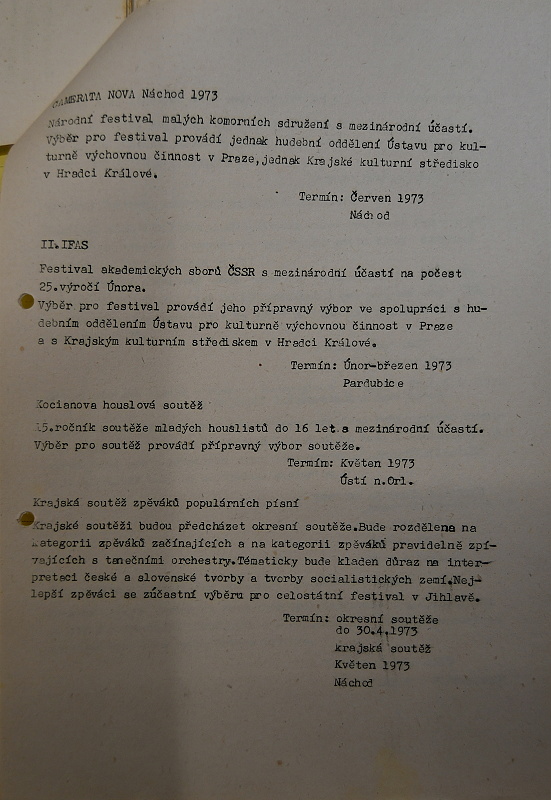 CAMERATA NOVA Náchod 1973
Národní festival malých komorních sdružení s mezinárodní účastí.
Výběr pro festival provádí jednak hudební oddělení Ústavu pro kul-
turně výchovnou činnost v Praze,jednak Krajské kulturní středisko
v Hradci Králové.
Termín: Červen 1973
Náchod
II.IFAS
Festival akademických sborů ČSSR s mezinárodní účastí na počest
25.výročí Února.
Výběr pro festival provádí jeho přípravný výbor ve spolupráci s hu-
debním oddělením Ústavu pro kulturně výchovnou činnost v Praze
a s Krajským kulturním střediskem v Hradci Králové.
Termín: Únor-březen 1973
Pardubice
Kocianova houslová soutěž
15.ročník soutěže mladých houslistů do 16 let s mezinárodní účastí.
Výběr pro soutěž provádí přípravný výbor soutěže.
Termín: Květen 1973
Ústí n.Orl.
Krajská soutěž zpěváků populárních písní
Krajské soutěži budou předcházet okresní soutěže.Bude rozdělena na
kategorii zpěváků začínajících a na kategorii zpěváků pravidelně zpí-
vajících s tanečními orchestry.Tématicky bude kladen důraz na inter-
pretaci české a slovénské tvorby a tvorby socialistických zemí.Nej-
lepší zpěváci se zúčastní výběru pro celostátní festival v Jihlavě.
Termín: okresní soutěže
do 30.4.1973
krajská soutěž
Květen 1973
Náchod